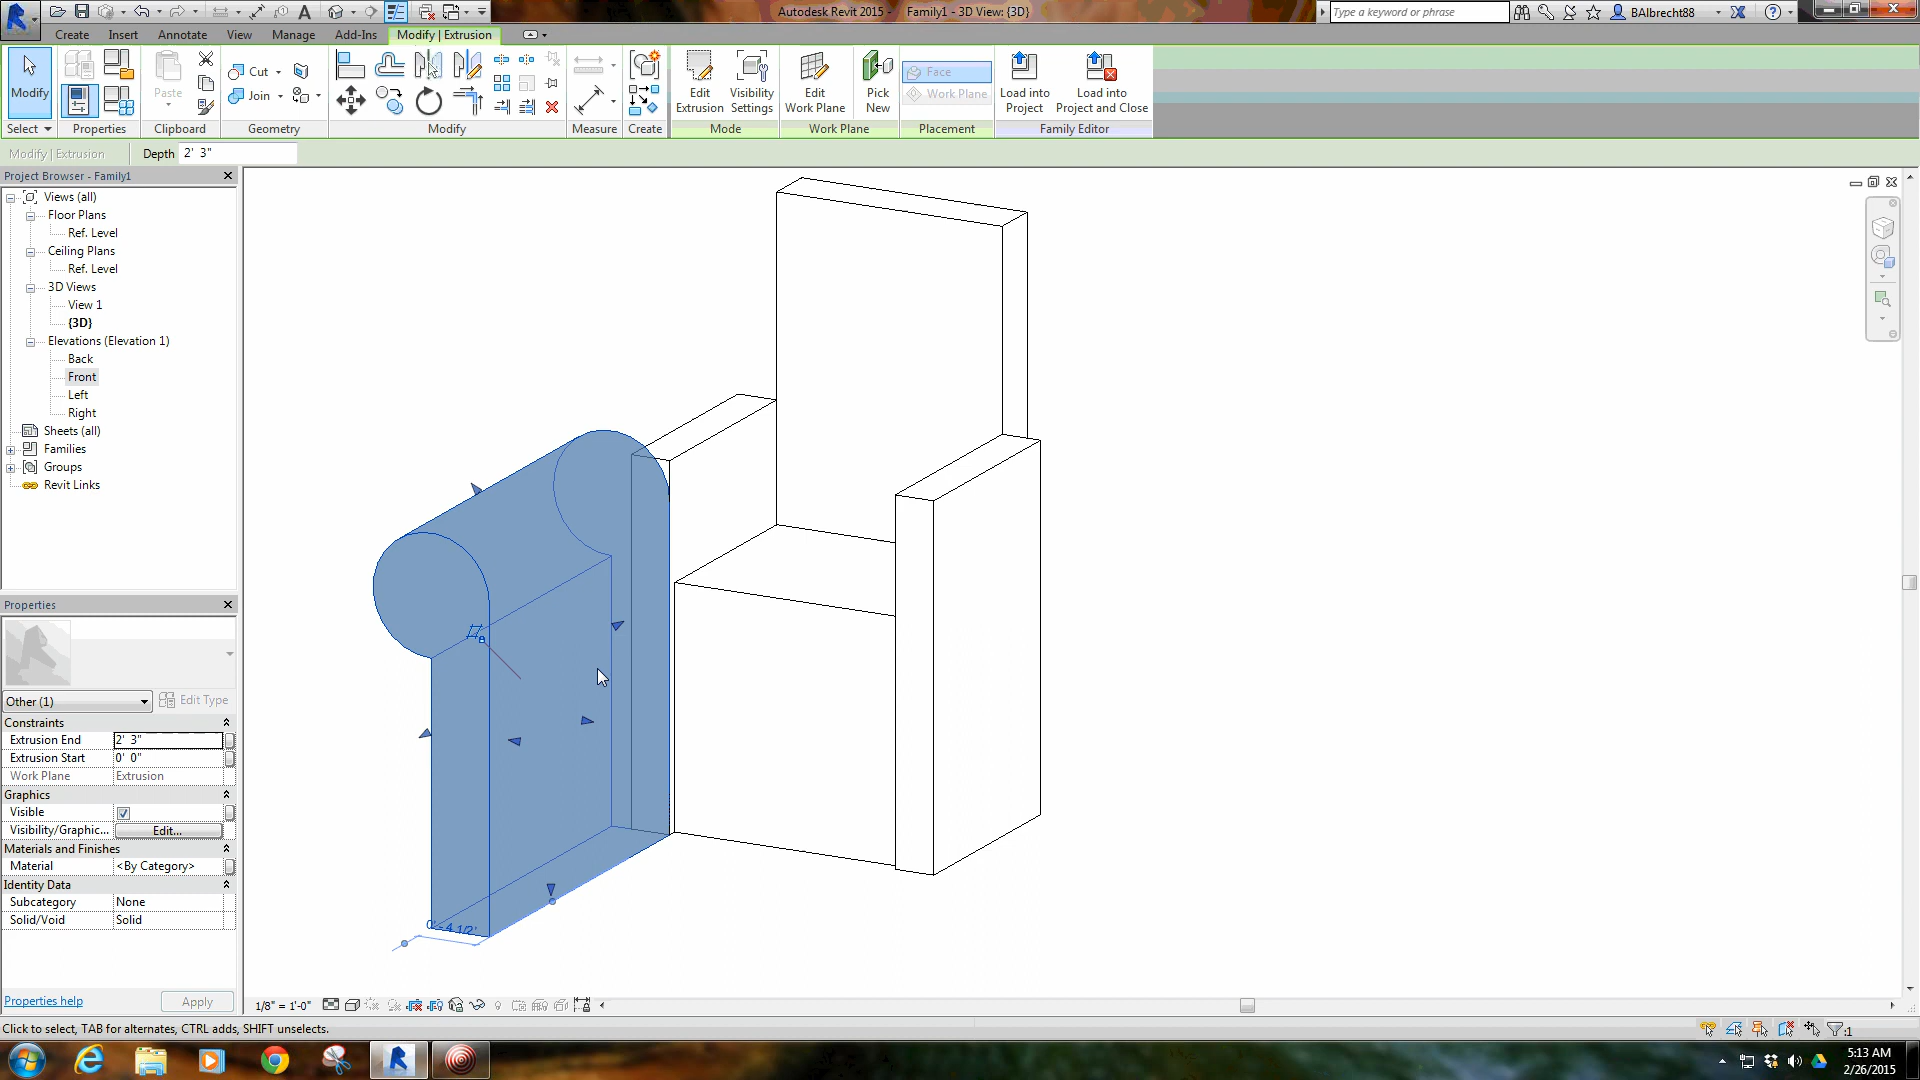 Autodesk Revit 2015 -    Family1 - 3D View: {3D}
Type a keyword or phrase
BAlbrecht88
Create Insert Annotate View Manage Add-Ins Modify | Extrusion
Modify
Paste
Cut
Join
Edit Extrusion
Visibility Settings
Edit Work Plane
Pick New
Face
Work Plane
Load into Project
Load into Project and Close
Select Properties Clipboard Geometry Modify Measure Create Mode Work Plane Placement Family Editor
Modify | Extrusion
Depth 2' 3"
Project Browser - Family1
Views (all)
Floor Plans
Ref. Level
Ceiling Plans
Ref. Level
3D Views
View 1
{3D}
Elevations (Elevation 1)
Back
Front
Left
Right
Sheets (all)
Families
Groups
Revit Links
Properties
Other (1)
Edit Type
Constraints
Extrusion End 2' 3"
Extrusion Start 0' 0"
Work Plane Extrusion
Graphics
Visible
Visibility/Graphic... Edit...
Materials and Finishes
Material <By Category>
Identity Data
Subcategory None
Solid/Void Solid
Properties help
Apply
0' - 4 1/2"
1/8" = 1'-0"
Click to select, TAB for alternates, CTRL adds, SHIFT unselects.
:1
5:13 AM
2/26/2015